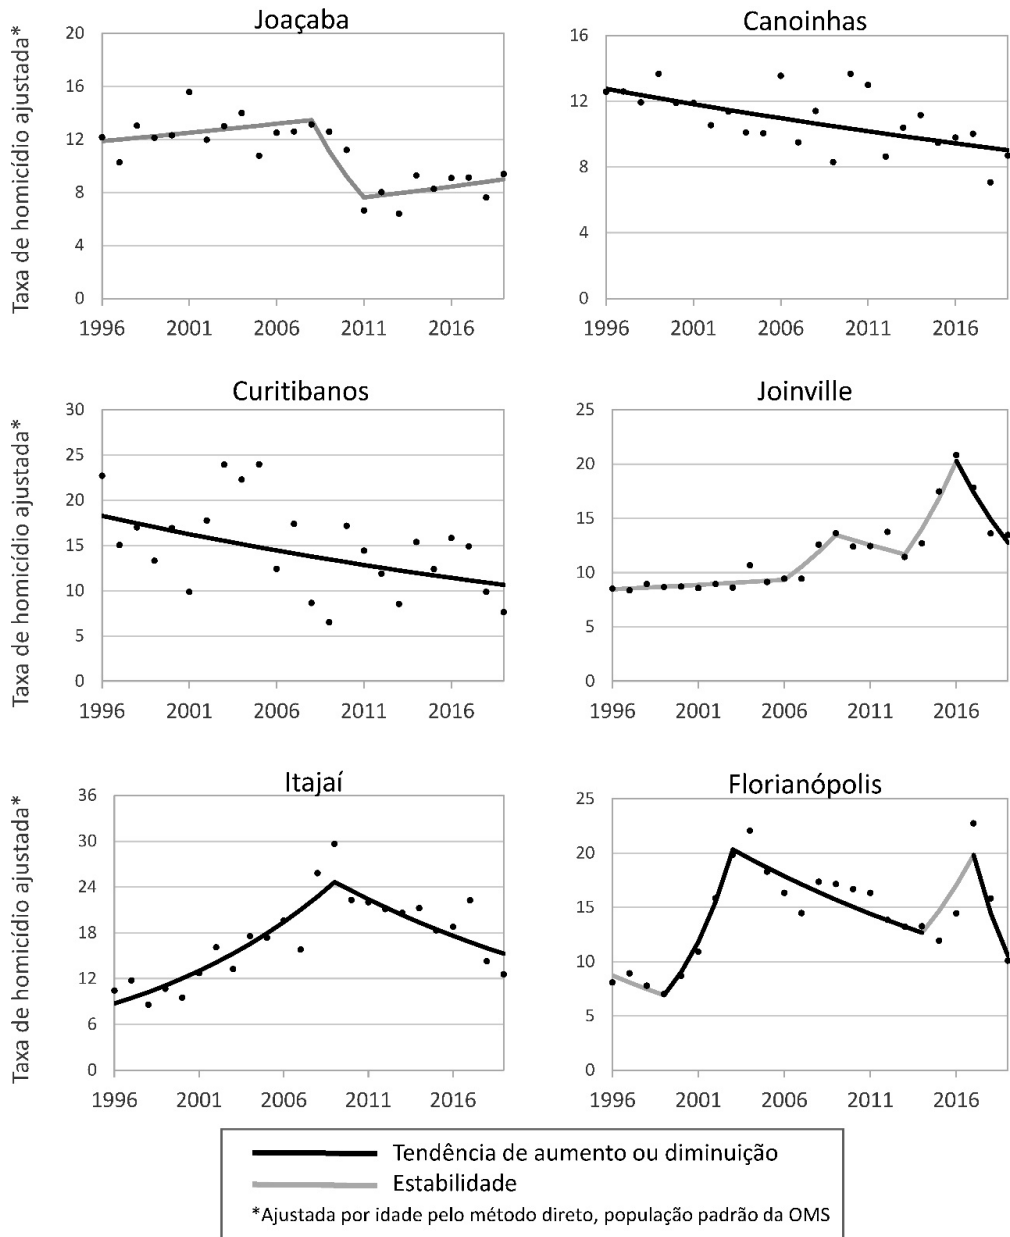 Joaçaba
Taxa de homicídio ajustada*
20
16
12
8
4
0
1996 2001 2006 2011 2016
Canoinhas
16
12
8
4
0
1996 2001 2006 2011 2016
Curitibanos
Taxa de homicídio ajustada*
30
25
20
15
10
5
0
1996 2001 2006 2011 2016
Joinville
25
20
15
10
5
0
1996 2001 2006 2011 2016
Itajaí
Taxa de homicídio ajustada*
36
30
24
18
12
6
0
1996 2001 2006 2011 2016
Florianópolis
25
20
15
10
5
0
1996 2001 2006 2011 2016
Tendência de aumento ou diminuição
Estabilidade
*Ajustada por idade pelo método direto, população padrão da OMS